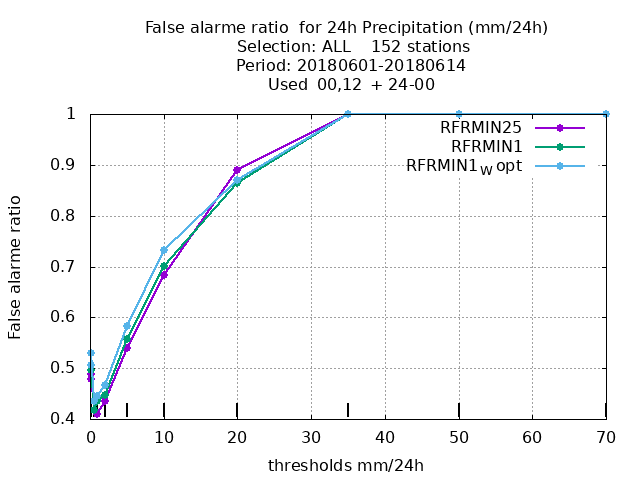 False alarme ratio  for 24h Precipitation (mm/24h)
Selection: ALL    152 stations
Period: 20180601-20180614
Used  00,12  + 24-00
RFRMIN25
RFRMIN1
RFRMIN1W opt
False alarme ratio
1
0.9
0.8
0.7
0.6
0.5
0.4
0 10 20 30 40 50 60 70
thresholds mm/24h